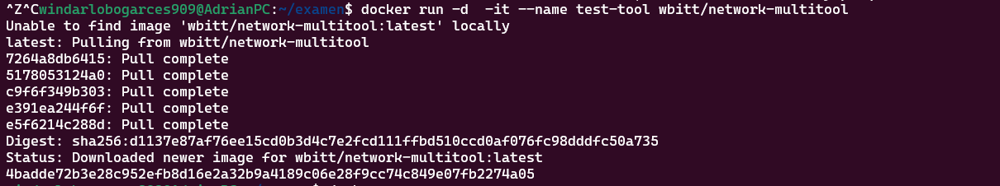 ^Z^Cwindarlobogarces909@AdrianPC:~/examen$ docker run -d  -it --name test-tool wbitt/network-multitool
Unable to find image 'wbitt/network-multitool:latest' locally
latest: Pulling from wbitt/network-multitool
7264a8db6415: Pull complete
5178053124a0: Pull complete
c9f6f349b303: Pull complete
e391ea244f6f: Pull complete
e5f6214c288d: Pull complete
Digest: sha256:d1137e87af76ee15cd0b3d4c7e2fcd111ffbd510ccd0af076fc98dddfc50a735
Status: Downloaded newer image for wbitt/network-multitool:latest
4badde72b3e28c952efb8d16e2a32b9a4189c06e28f9cc74c849e07fb2274a05